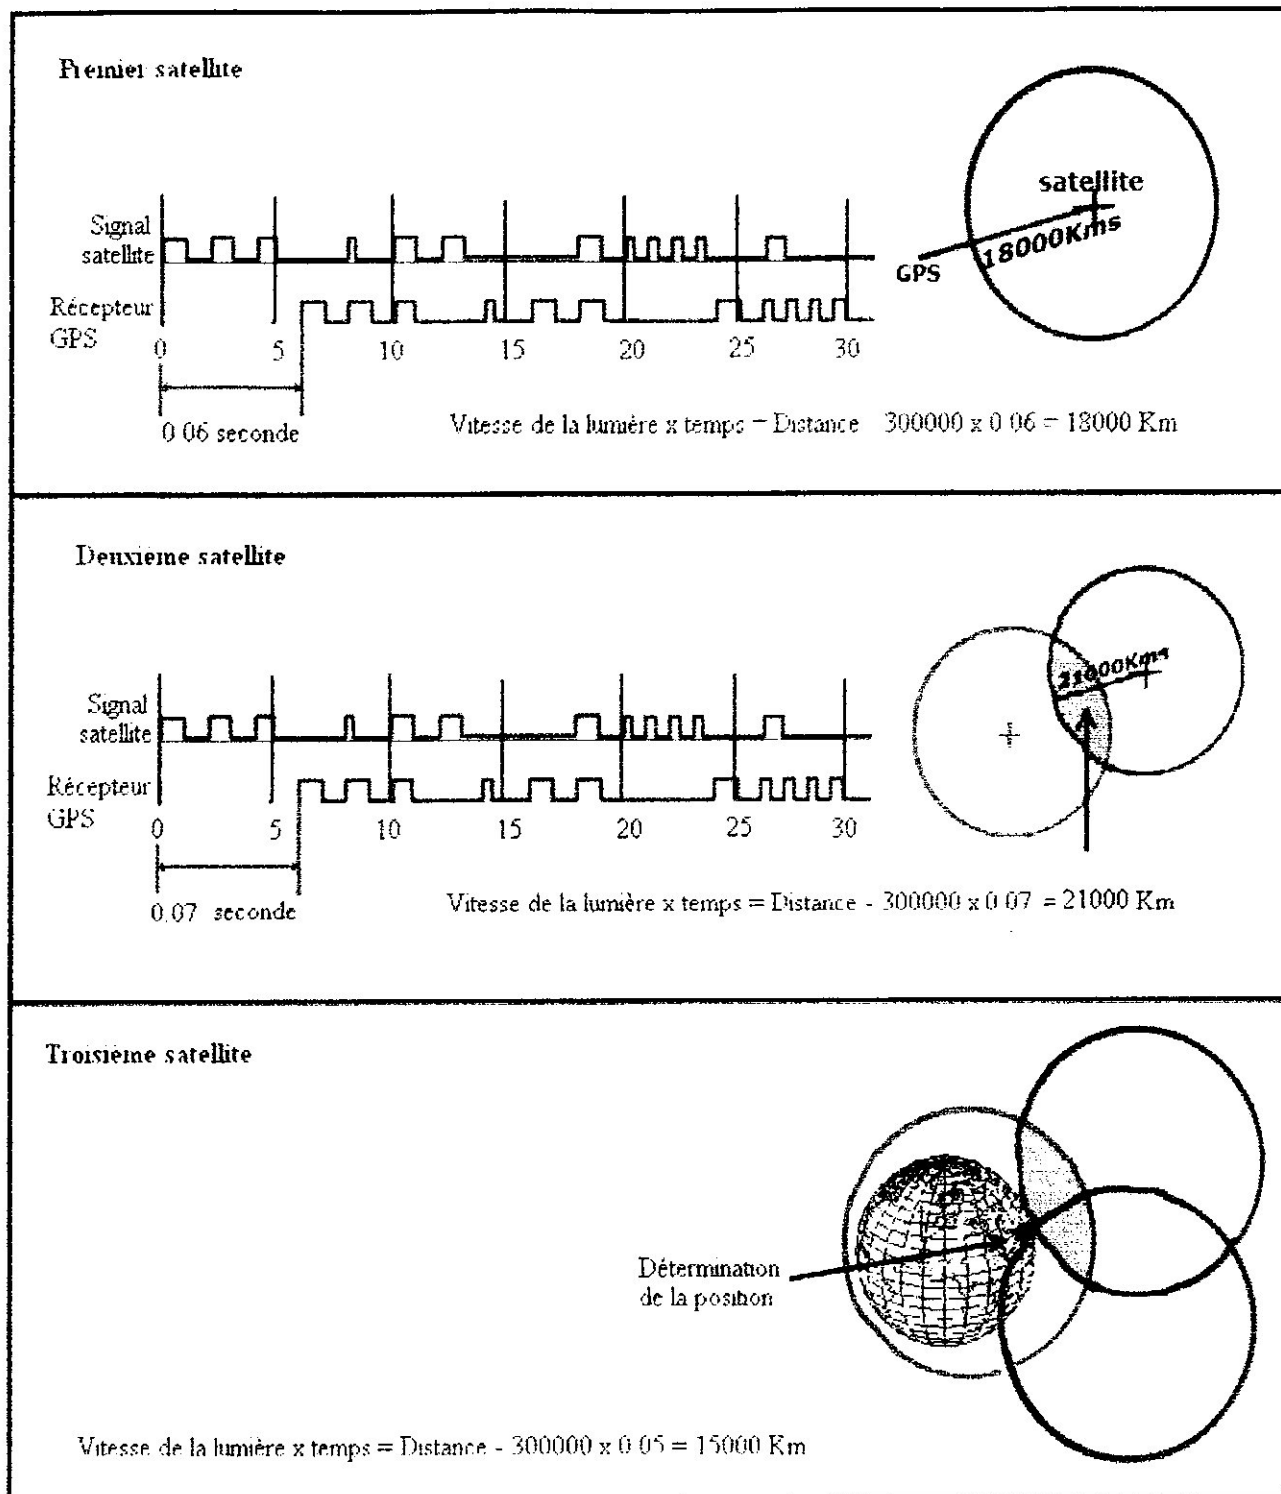 Premier satellite
satellite
18000Kms
GPS
Signal
satellite
Récepteur
GPS
0 5 10 15 20 25 30
0.06 seconde
Vitesse de la lumière x temps = Distance 300000 x 0.06 = 18000 Km
Deuxième satellite
21000Kms
Signal
satellite
Récepteur
GPS
0 5 10 15 20 25 30
0.07 seconde
Vitesse de la lumière x temps = Distance - 300000 x 0.07 = 21000 Km
Troisième satellite
Détermination
de la position
Vitesse de la lumière x temps = Distance - 300000 x 0.05 = 15000 Km